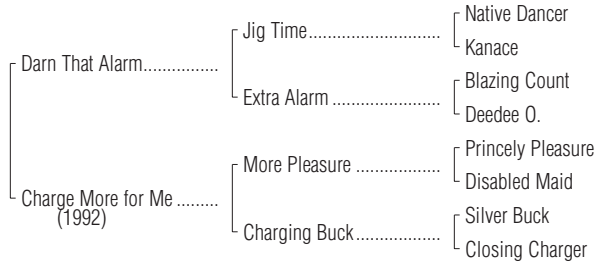 Native Dancer
Jig Time...........................
Kanace
Darn That Alarm...............
Blazing Count
Extra Alarm ......................
Deedee O.
Princely Pleasure
More Pleasure .................
Disabled Maid
Charge More for Me ........
(1992)
Silver Buck
Charging Buck.................
Closing Charger